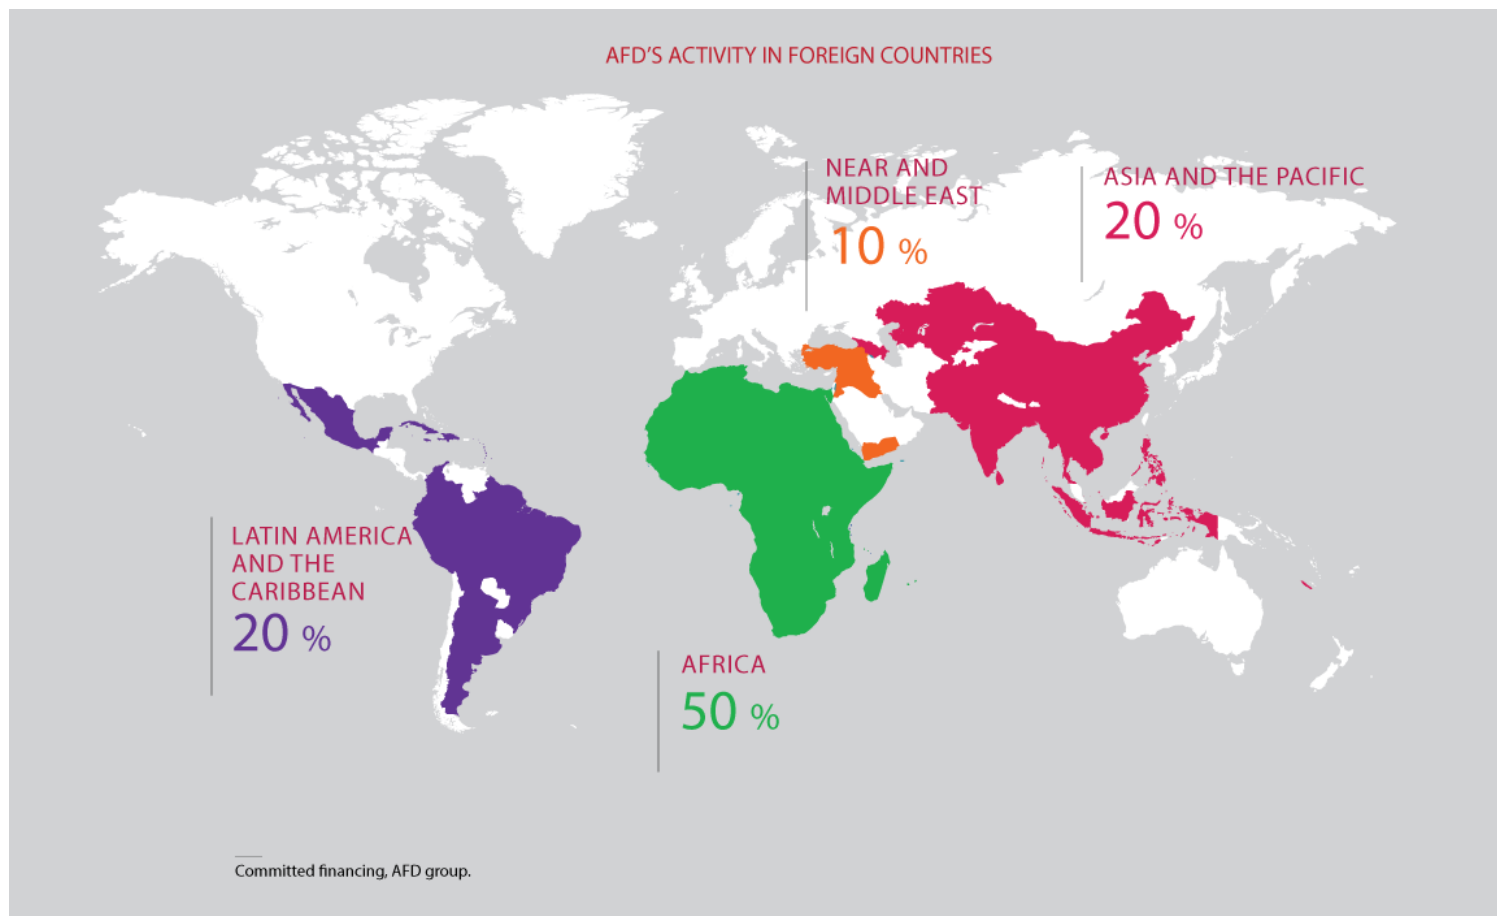 AFD'S ACTIVITY IN FOREIGN COUNTRIES
NEAR AND
MIDDLE EAST
10 %
ASIA AND THE PACIFIC
20 %
LATIN AMERICA
AND THE
CARIBBEAN
20 %
AFRICA
50 %
Committed financing, AFD group.